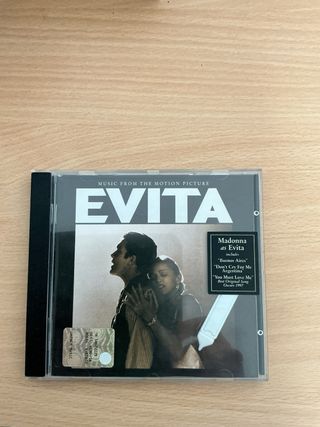 MUSIC FROM THE MOTION PICTURE
EVITA
Madonna
as Evita
includes
"Buenos Aires"
"Don't Cry For Me
Argentina"
"You Must Love Me"
Best Original Song
Oscars 1997